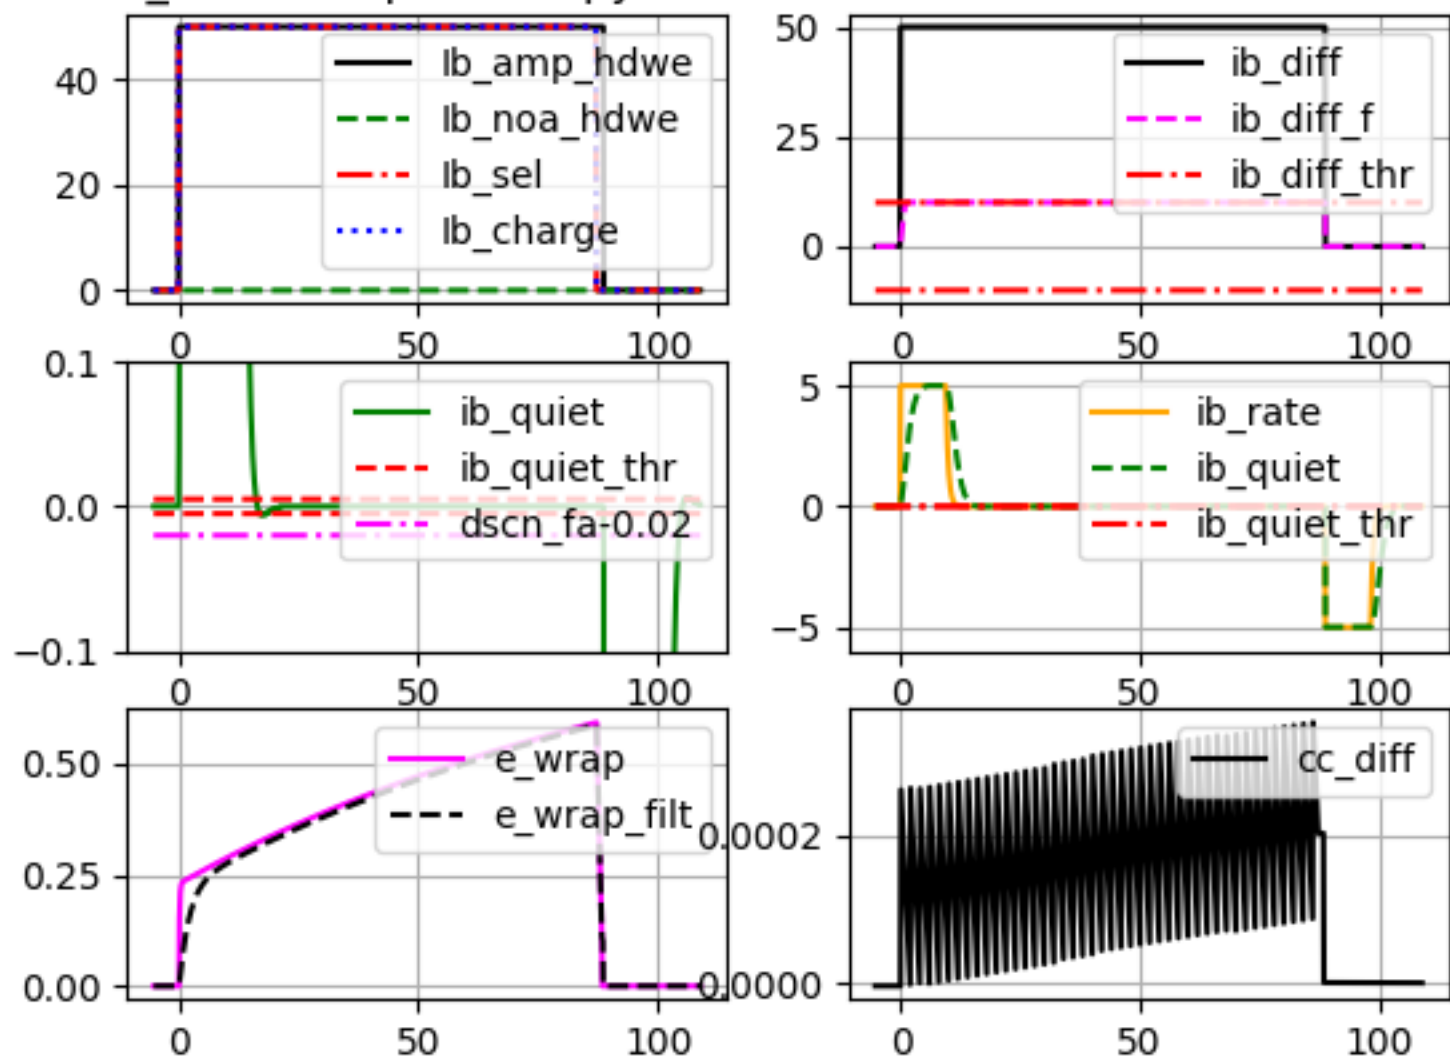 50
40
20
0
Ib_amp_hdwe
Ib_noa_hdwe
Ib_sel
Ib_charge
0 50 100
50
25
0
ib_diff
ib_diff_f
ib_diff_thr
0 50 100
0.1
0.0
−0.1
ib_quiet
ib_quiet_thr
dscn_fa-0.02
0 50 100
5
0
−5
ib_rate
ib_quiet
ib_quiet_thr
0 50 100
0.50
0.25
0.00
e_wrap
e_wrap_filt
0 50 100
0.0002
0.0000
cc_diff
0 50 100